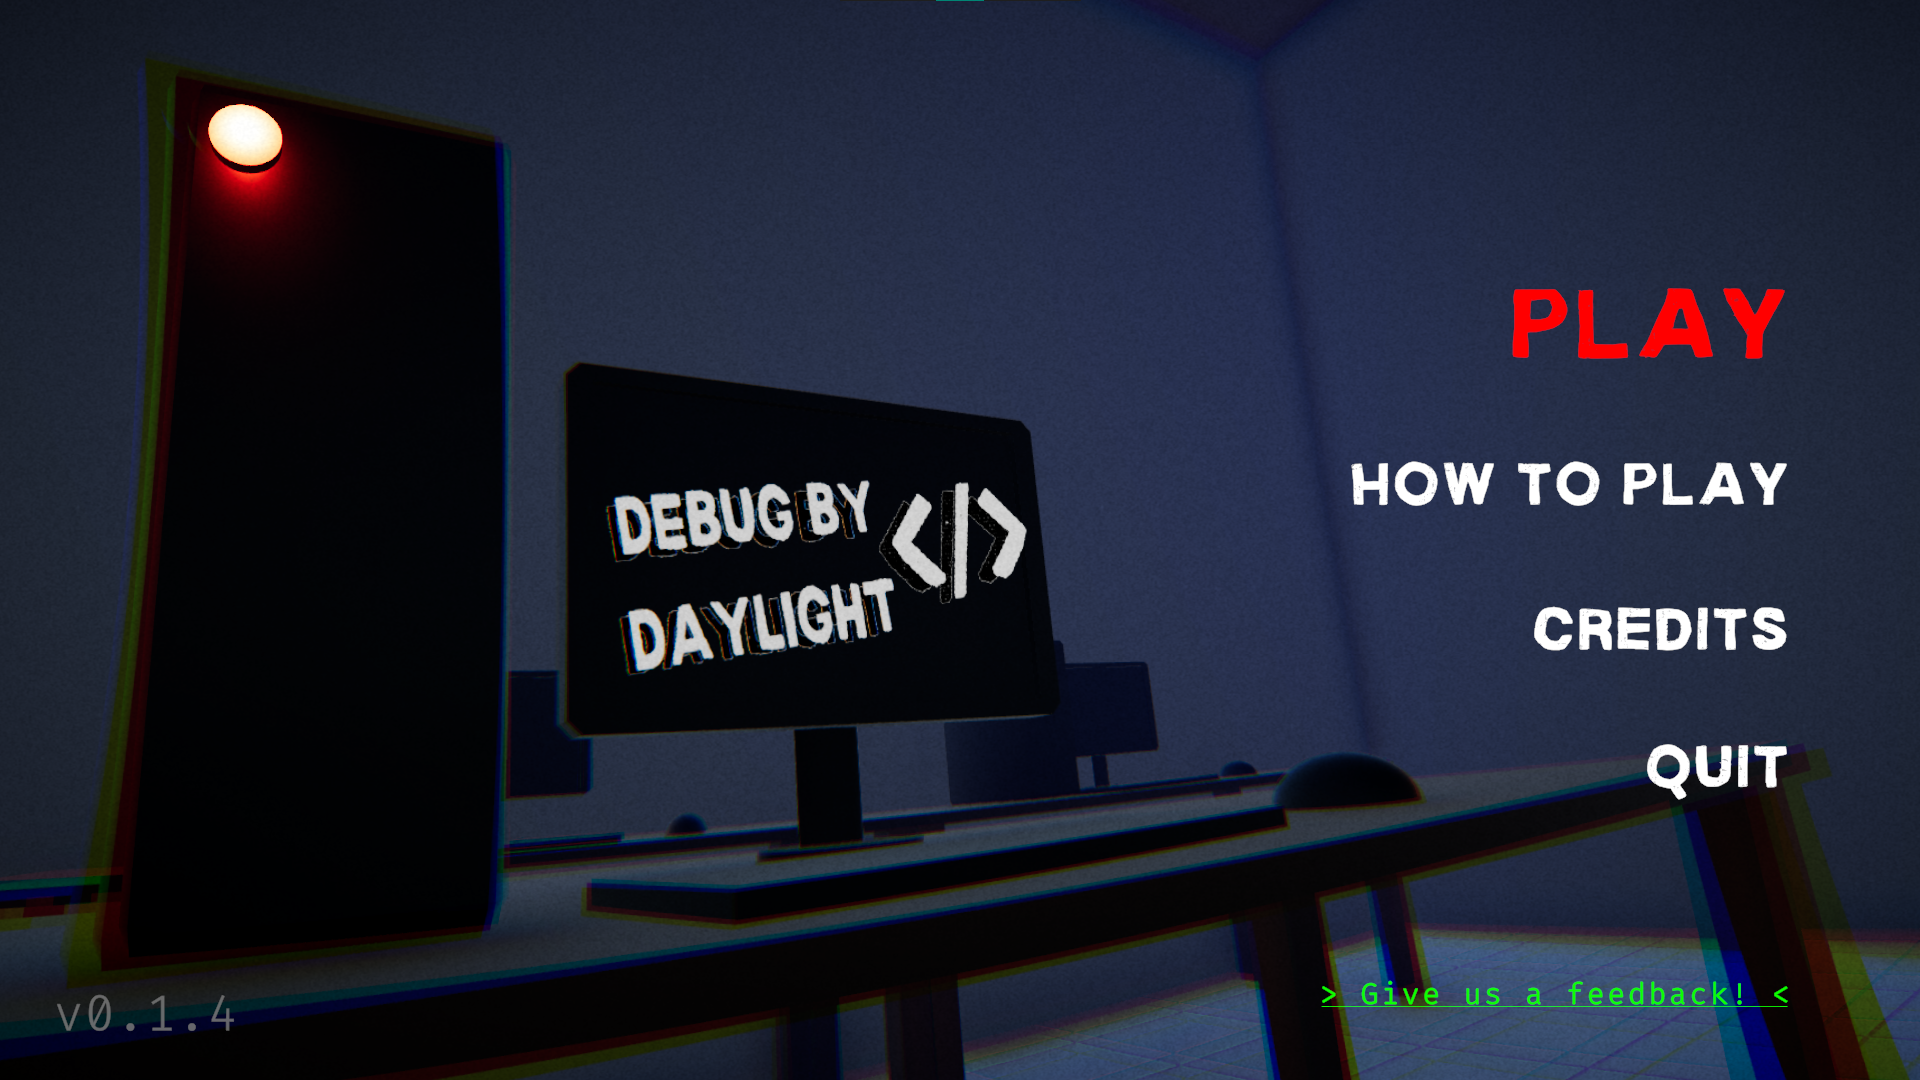 DEBUG BY </>
DAYLIGHT
PLAY
HOW TO PLAY
CREDITS
QUIT
> Give us a feedback! <
v0.1.4